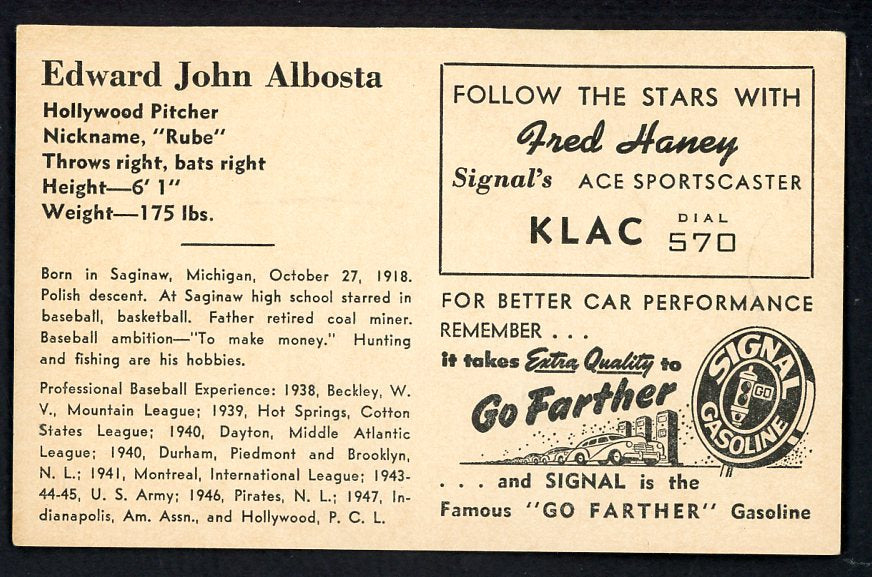 Edward John Albosta
Hollywood Pitcher
Nickname, "Rube"
Throws right, bats right
Height—6' 1"
Weight—175 lbs.
Born in Saginaw, Michigan, October 27, 1918.
Polish descent. At Saginaw high school starred in
baseball, basketball. Father retired coal miner.
Baseball ambition—"To make money." Hunting
and fishing are his hobbies.
Professional Baseball Experience: 1938, Beckley, W.
V., Mountain League; 1939, Hot Springs, Cotton
States League; 1940, Dayton, Middle Atlantic
League; 1940, Durham, Piedmont and Brooklyn,
N. L.; 1941, Montreal, International League; 1943-
44-45, U. S. Army; 1946, Pirates, N. L.; 1947, In-
dianapolis, Am. Assn., and Hollywood, P. C. L.
FOLLOW THE STARS WITH
Fred Haney
Signal's ACE SPORTSCASTER
KLAC DIAL 570
FOR BETTER CAR PERFORMANCE
REMEMBER . . .
it takes Extra Quality to
Go Farther
SIGNAL
GO
GASOLINE
. . . and SIGNAL is the
Famous "GO FARTHER" Gasoline